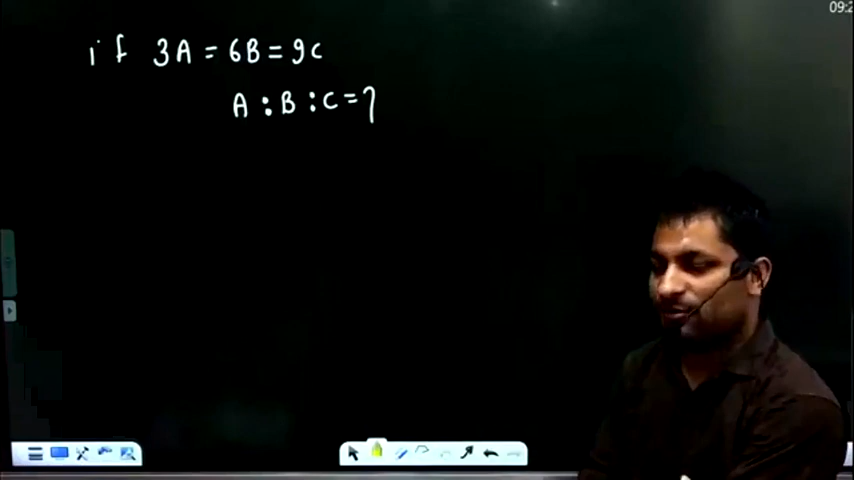 if 3A = 6B = 9C
A : B : C = ?